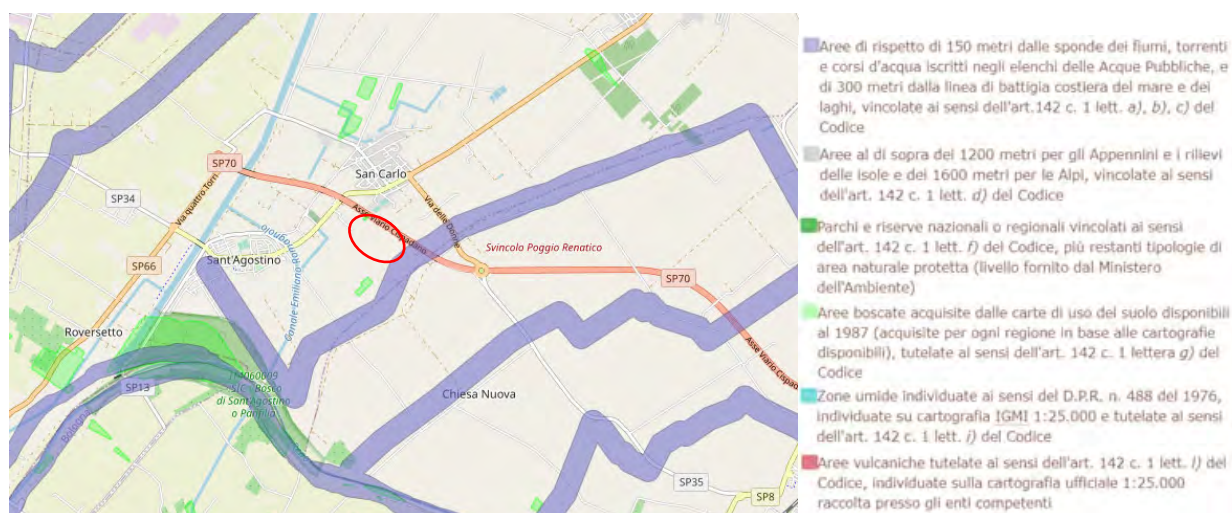 SP70
San Carlo
SP34
Via quattro Torri
Via delle Donne
Asse Viario Cispadano
Svincolo Poggio Renatico
Sant'Agostino
Canale Emiliano Romagnolo
SP66
SP70
Roversetto
Asse Viario Cispad
SP13
IT4060009
SIC - Bosco
di Sant'Agostino
o Panfilia
Chiesa Nuova
Bologna
SP35
SP8
Aree di rispetto di 150 metri dalle sponde dei fiumi, torrenti
e corsi d'acqua iscritti negli elenchi delle Acque Pubbliche, e
di 300 metri dalla linea di battigia costiera del mare e dei
laghi, vincolate ai sensi dell'art.142 c. 1 lett. a), b), c) del
Codice
Aree al di sopra dei 1200 metri per gli Appennini e i rilievi
delle isole e dei 1600 metri per le Alpi, vincolate ai sensi
dell'art. 142 c. 1 lett. d) del Codice
Parchi e riserve nazionali o regionali vincolati ai sensi
dell'art. 142 c. 1 lett. f) del Codice, più restanti tipologie di
area naturale protetta (livello fornito dal Ministero
dell'Ambiente)
Aree boscate acquisite dalle carte di uso del suolo disponibili
al 1987 (acquisite per ogni regione in base alle cartografie
disponibili), tutelate ai sensi dell'art. 142 c. 1 lettera g) del
Codice
Zone umide individuate ai sensi del D.P.R. n. 488 del 1976,
individuate su cartografia IGMI 1:25.000 e tutelate ai sensi
dell'art. 142 c. 1 lett. i) del Codice
Aree vulcaniche tutelate ai sensi dell'art. 142 c. 1 lett. l) del
Codice, individuate sulla cartografia ufficiale 1:25.000
raccolta presso gli enti competenti